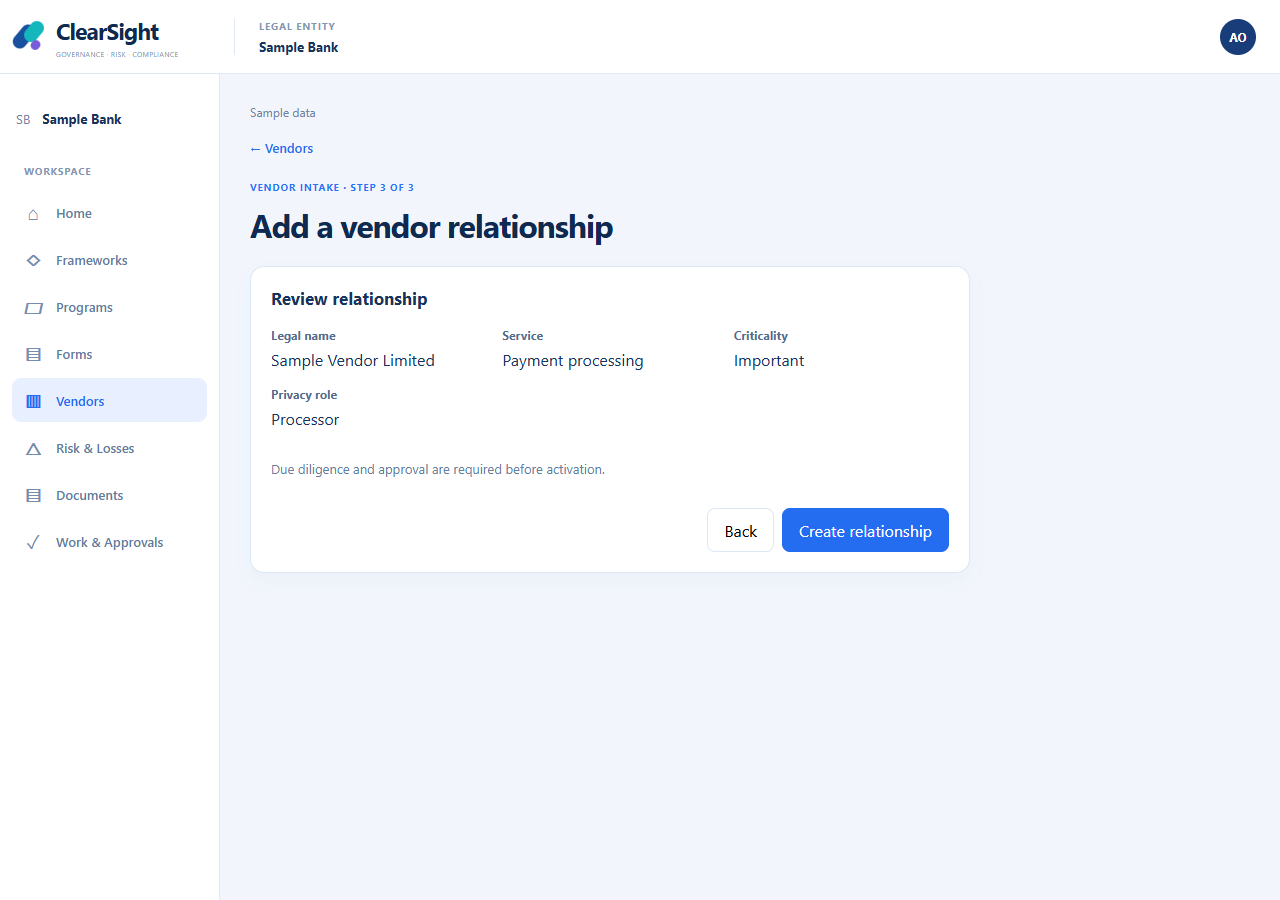 ClearSight
GOVERNANCE · RISK · COMPLIANCE
LEGAL ENTITY
Sample Bank
AO
SB Sample Bank
WORKSPACE
Home
Frameworks
Programs
Forms
Vendors
Risk & Losses
Documents
Work & Approvals
Sample data
← Vendors
VENDOR INTAKE · STEP 3 OF 3
Add a vendor relationship
Review relationship
Legal name Service Criticality
Sample Vendor Limited Payment processing Important
Privacy role
Processor
Due diligence and approval are required before activation.
Back Create relationship